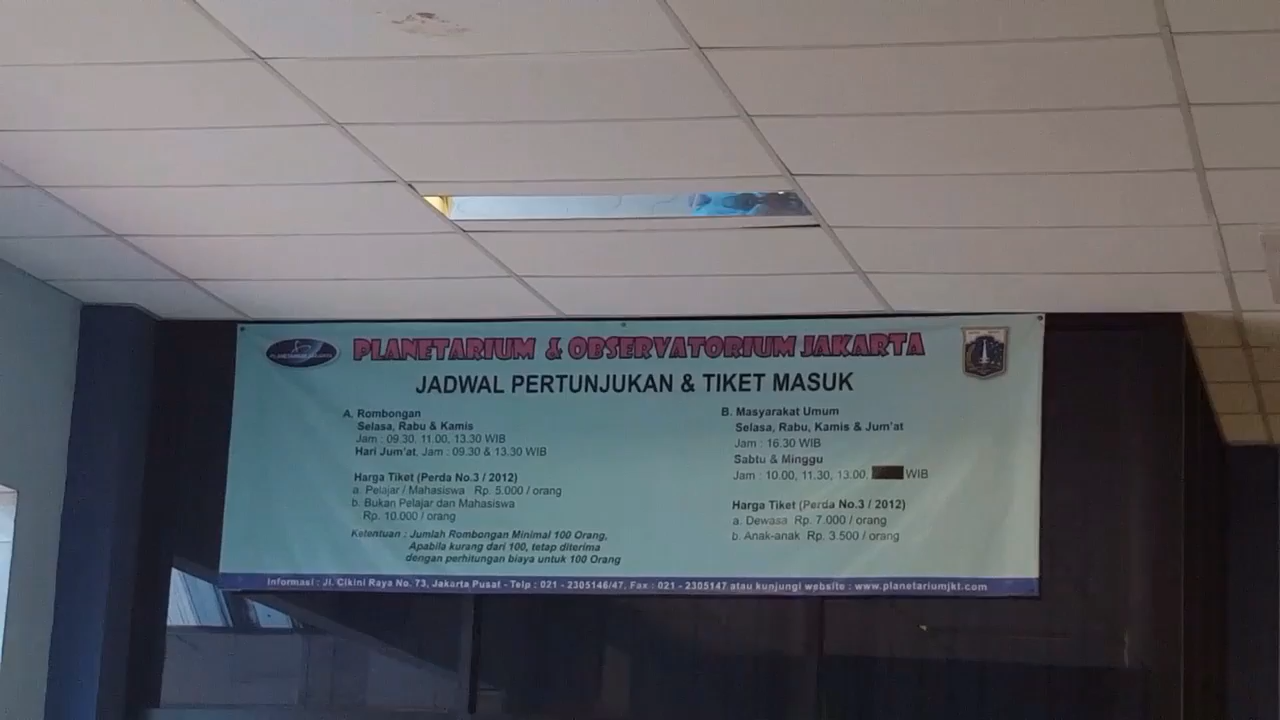 PLANETARIUM JAKARTA
PLANETARIUM & OBSERVATORIUM JAKARTA
JADWAL PERTUNJUKAN & TIKET MASUK
A. Rombongan
Selasa, Rabu & Kamis
Jam : 09.30, 11.00, 13.30 WIB
Hari Jum'at, Jam : 09.30 & 13.30 WIB
Harga Tiket (Perda No.3 / 2012)
a. Pelajar / Mahasiswa Rp. 5.000 / orang
b. Bukan Pelajar dan Mahasiswa
Rp. 10.000 / orang
Ketentuan : Jumlah Rombongan Minimal 100 Orang,
Apabila kurang dari 100, tetap diterima
dengan perhitungan biaya untuk 100 Orang
B. Masyarakat Umum
Selasa, Rabu, Kamis & Jum'at
Jam : 16.30 WIB
Sabtu & Minggu
Jam : 10.00, 11.30, 13.00, WIB
Harga Tiket (Perda No.3 / 2012)
a. Dewasa Rp. 7.000 / orang
b. Anak-anak Rp. 3.500 / orang
Informasi : Jl. Cikini Raya No. 73, Jakarta Pusat - Telp : 021 - 2305146/47, Fax : 021 - 2305147 atau kunjungi website : www.planetariumjkt.com